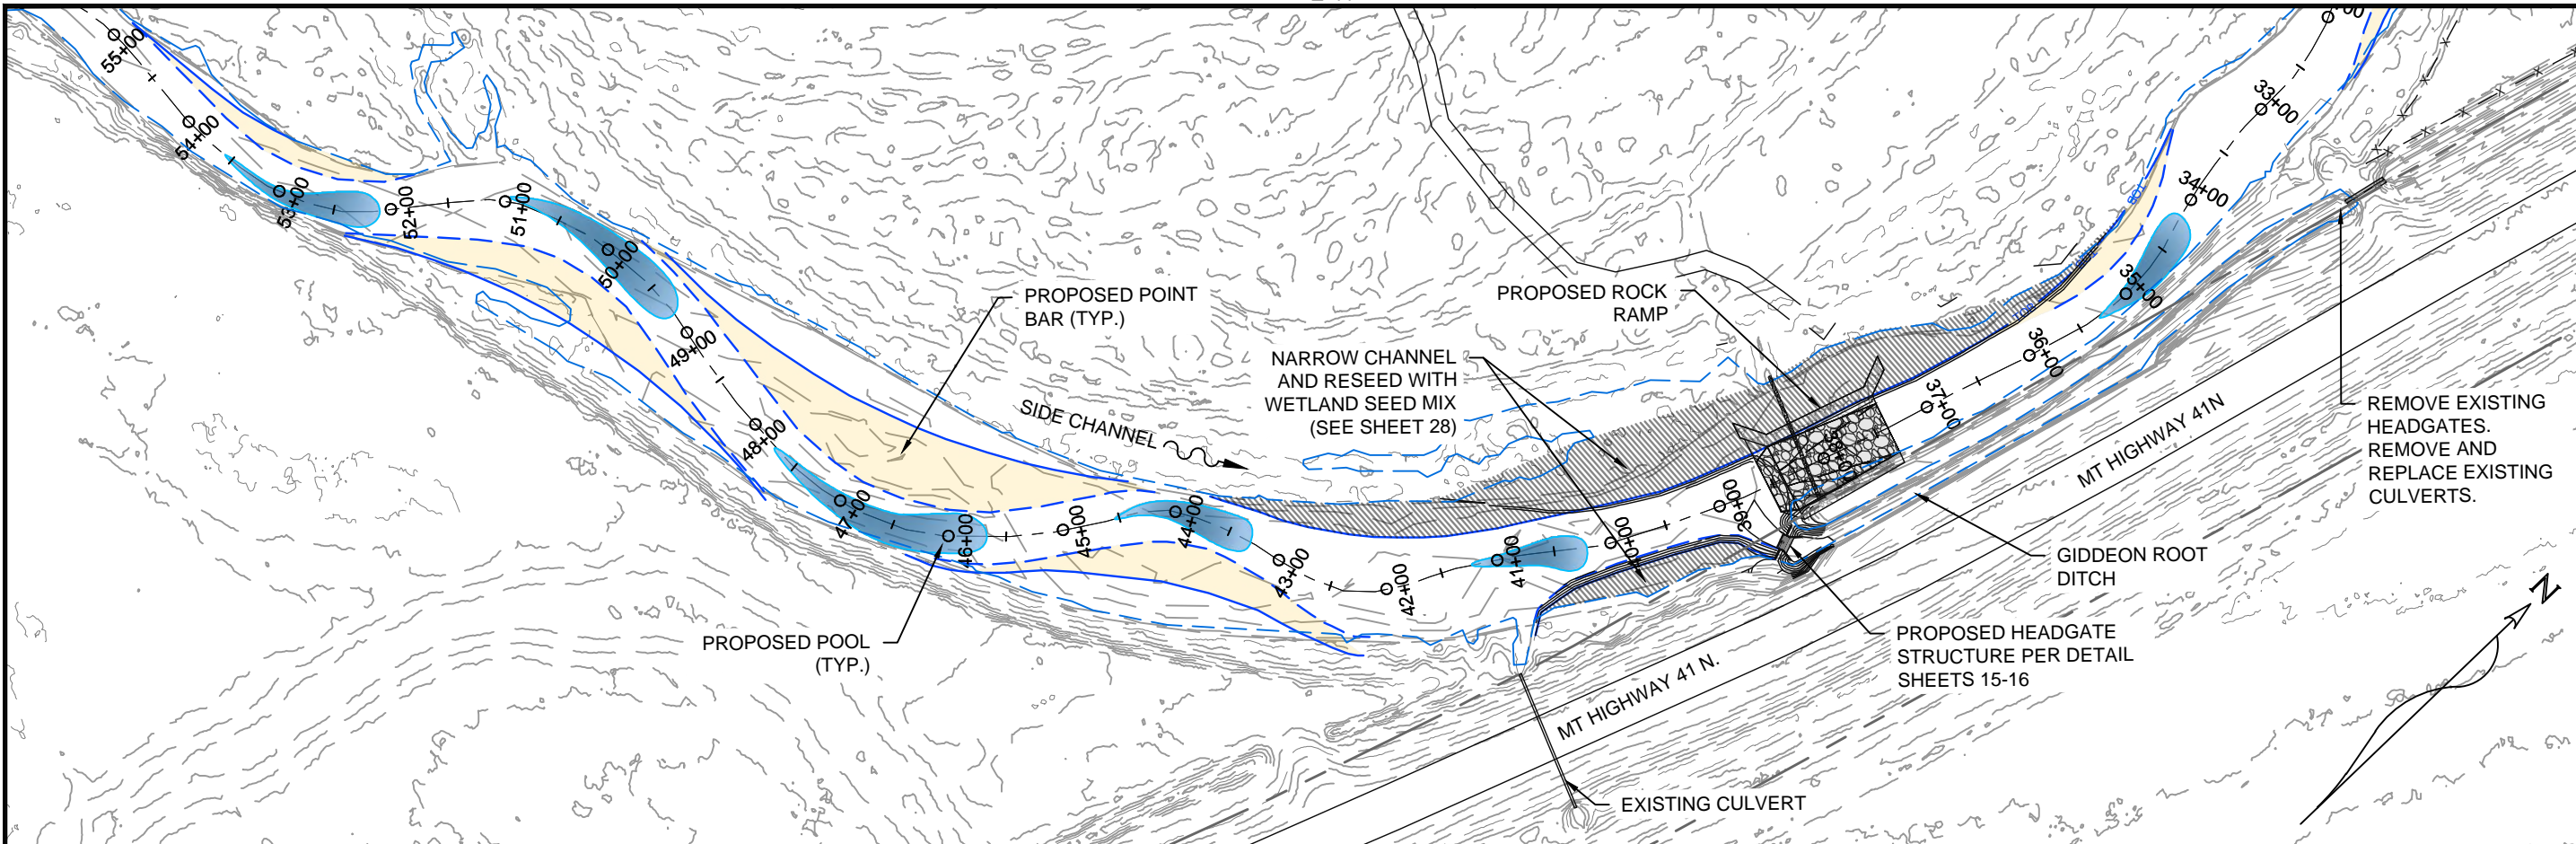 55+00
54+00
53+00
52+00
51+00
50+00
49+00
48+00
47+00
46+00
45+00
44+00
43+00
42+00
41+00
40+00
39+00
37+00
36+00
35+00
34+00
33+00
PROPOSED POINT
BAR (TYP.)
SIDE CHANNEL
PROPOSED ROCK
RAMP
NARROW CHANNEL
AND RESEED WITH
WETLAND SEED MIX
(SEE SHEET 28)
PROPOSED POOL
(TYP.)
MT HIGHWAY 41N
MT HIGHWAY 41 N.
REMOVE EXISTING
HEADGATES.
REMOVE AND
REPLACE EXISTING
CULVERTS.
GIDDEON ROOT
DITCH
PROPOSED HEADGATE
STRUCTURE PER DETAIL
SHEETS 15-16
EXISTING CULVERT
N